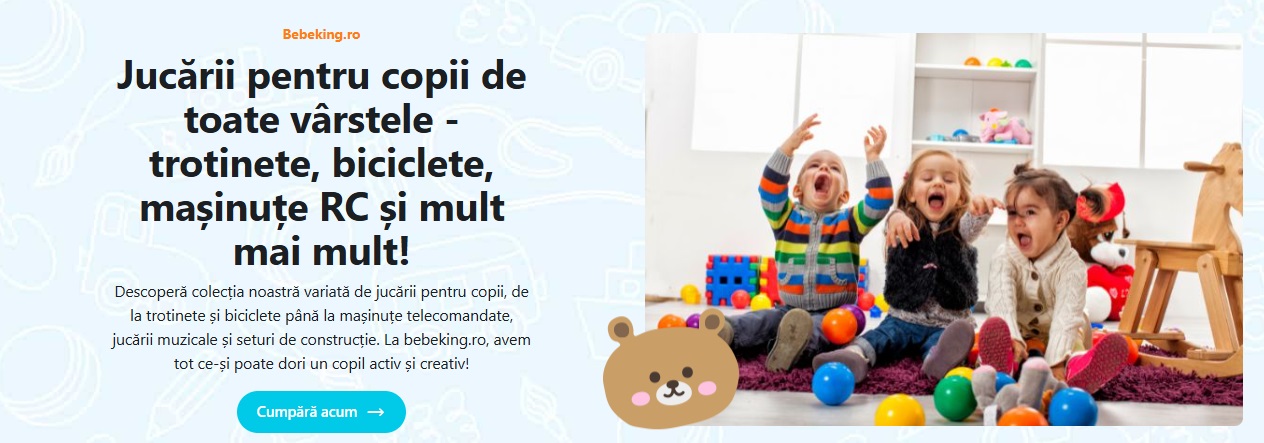 Bebeking.ro
Jucării pentru copii de
toate vârstele -
trotinete, biciclete,
mașinuțe RC și mult
mai mult!
Descoperă colecția noastră variată de jucării pentru copii, de
la trotinete și biciclete până la mașinuțe telecomandate,
jucării muzicale și seturi de construcție. La bebeking.ro, avem
tot ce-și poate dori un copil activ și creativ!
Cumpără acum